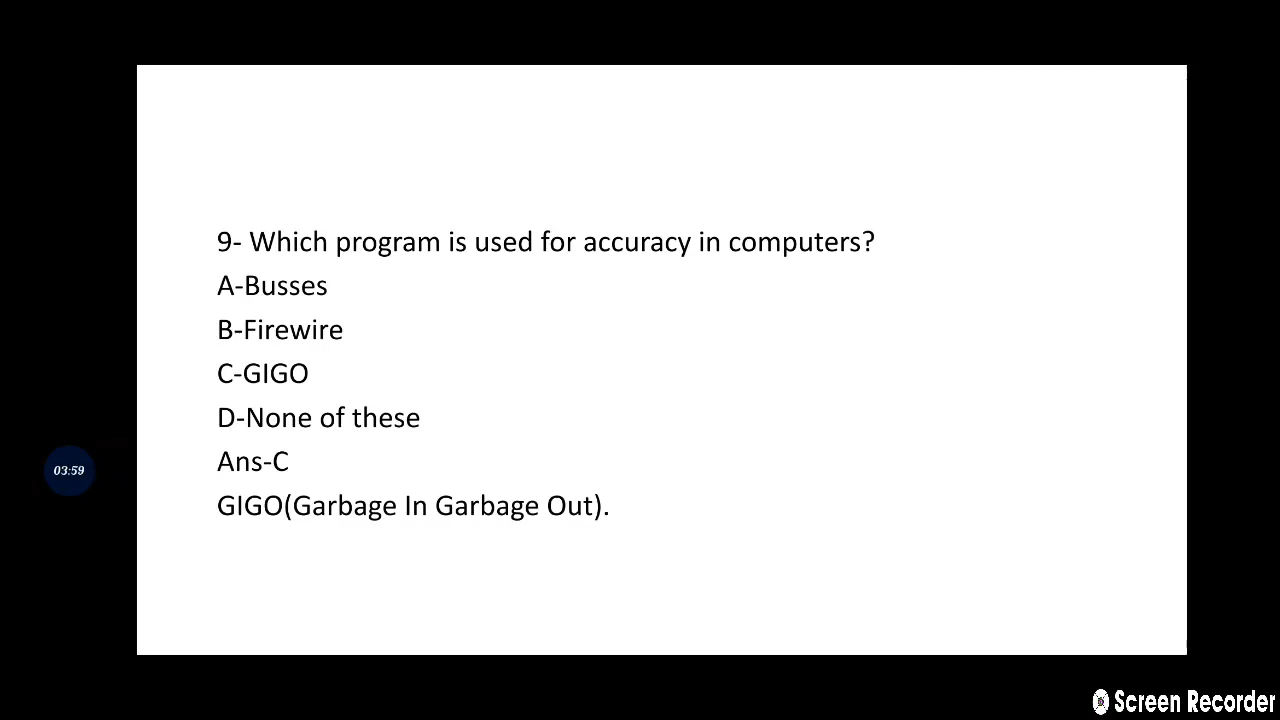 9- Which program is used for accuracy in computers?
A-Busses
B-Firewire
C-GIGO
D-None of these
Ans-C
03:59
GIGO(Garbage In Garbage Out).
Screen Recorder